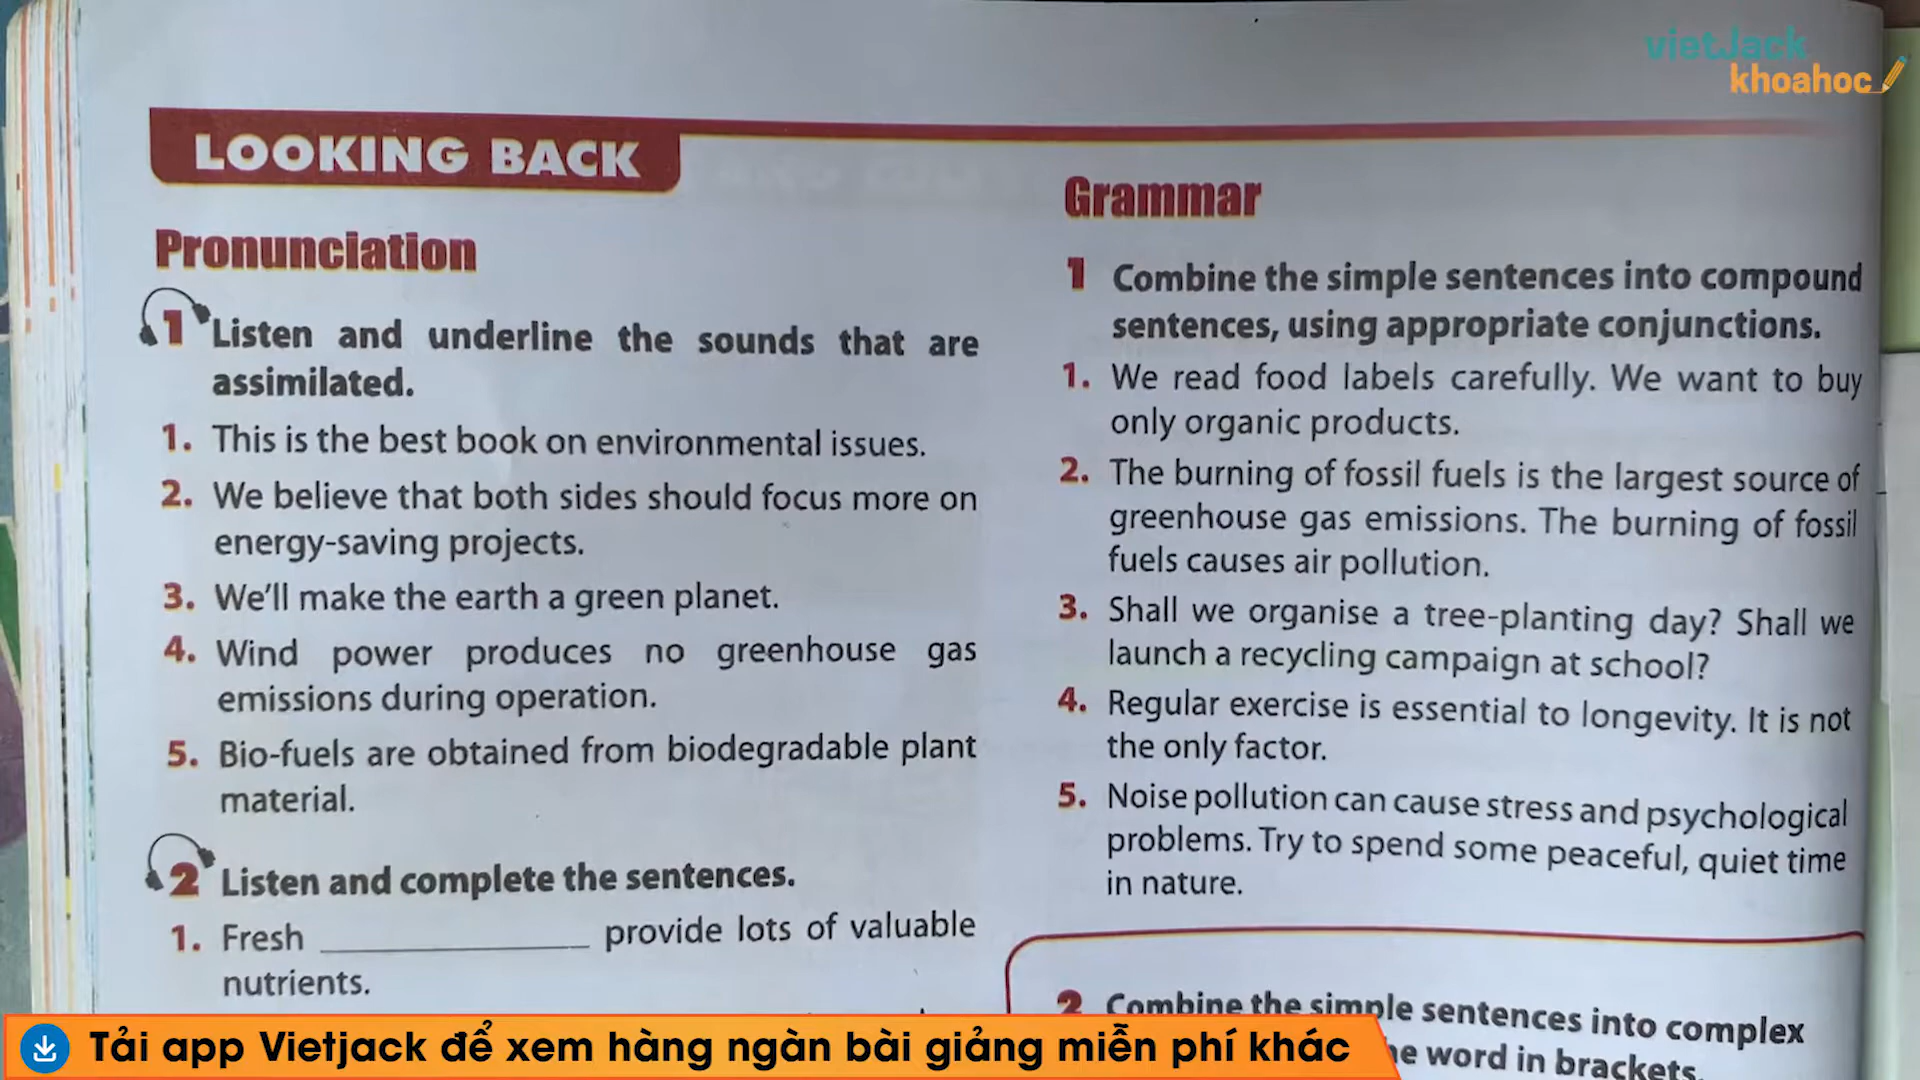 vietJack
khoahoc
LOOKING BACK
Pronunciation
1 Listen and underline the sounds that are
assimilated.
1. This is the best book on environmental issues.
2. We believe that both sides should focus more on
energy-saving projects.
3. We'll make the earth a green planet.
4. Wind power produces no greenhouse gas
emissions during operation.
5. Bio-fuels are obtained from biodegradable plant
material.
2 Listen and complete the sentences.
1. Fresh ______________ provide lots of valuable
nutrients.
Grammar
1 Combine the simple sentences into compound
sentences, using appropriate conjunctions.
1. We read food labels carefully. We want to buy
only organic products.
2. The burning of fossil fuels is the largest source of
greenhouse gas emissions. The burning of fossil
fuels causes air pollution.
3. Shall we organise a tree-planting day? Shall we
launch a recycling campaign at school?
4. Regular exercise is essential to longevity. It is not
the only factor.
5. Noise pollution can cause stress and psychological
problems. Try to spend some peaceful, quiet time
in nature.
2 Combine the simple sentences into complex
word in brackets.
Tải app Vietjack để xem hàng ngàn bài giảng miễn phí khác